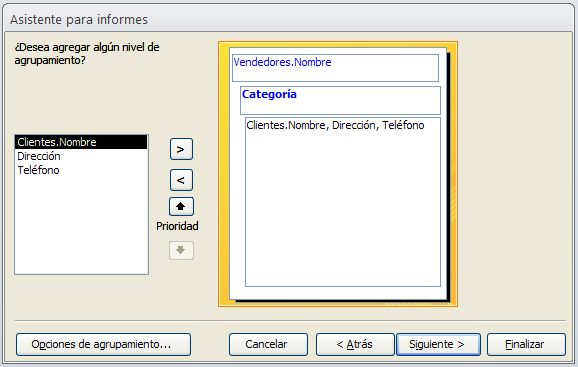 Asistente para informes
¿Desea agregar algún nivel de
agrupamiento?
Clientes.Nombre
Dirección
Teléfono
>
<
Prioridad
Vendedores.Nombre
Categoría
Clientes.Nombre, Dirección, Teléfono
Opciones de agrupamiento...
Cancelar
< Atrás
Siguiente >
Finalizar